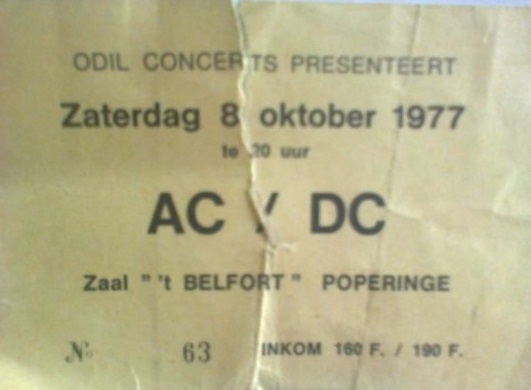 ODIL CONCERTS PRESENTEERT
Zaterdag 8 oktober 1977
te 20 uur
AC / DC
Zaal " 't BELFORT " POPERINGE
No 63 INKOM 160 F. / 190 F.